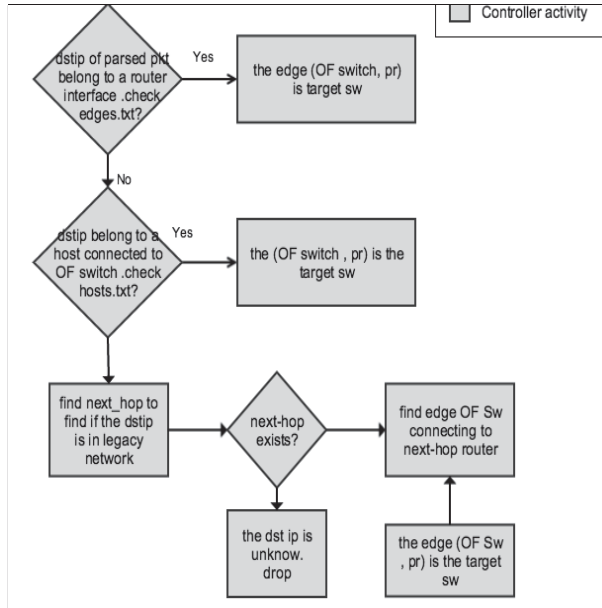 Controller activity
dstip of parsed pkt
belong to a router
interface .check
edges.txt?
Yes
the edge (OF switch, pr)
is target sw
No
dstip belong to a
host connected to
OF switch .check
hosts.txt?
Yes
the (OF switch , pr) is the
target sw
find next_hop to
find if the dstip
is in legacy
network
next-hop
exists?
find edge OF Sw
connecting to
next-hop router
the dst ip is
unknow.
drop
the edge (OF Sw
, pr) is the target
sw